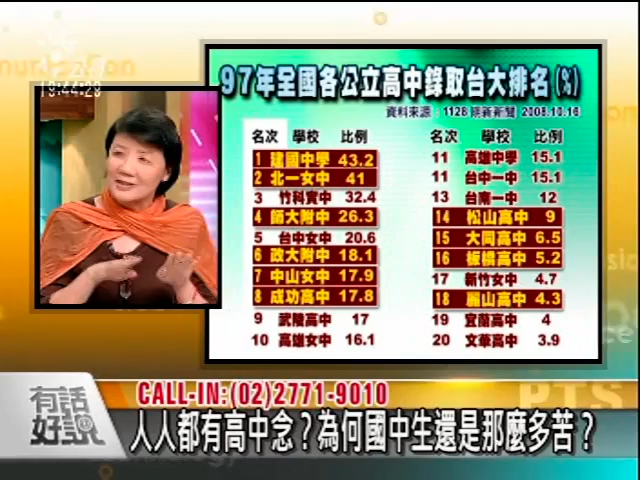 19:44:28
97年全國各公立高中錄取台大排名(%)
資料來源：1128 晴新新聞 2008.10.16
名次 學校 比例
1 建國中學 43.2
2 北一女中 41
3 竹科實中 32.4
4 師大附中 26.3
5 台中女中 20.6
6 政大附中 18.1
7 中山女中 17.9
8 成功高中 17.8
9 武陵高中 17
10 高雄女中 16.1
名次 學校 比例
11 高雄中學 15.1
11 台中一中 15.1
13 台南一中 12
14 松山高中 9
15 大同高中 6.5
16 板橋高中 5.2
17 新竹女中 4.7
18 麗山高中 4.3
19 宜蘭高中 4
20 文華高中 3.9
PTS
有話好說
CALL-IN:(02)2771-9010
人人都有高中念？為何國中生還是那麼多苦？